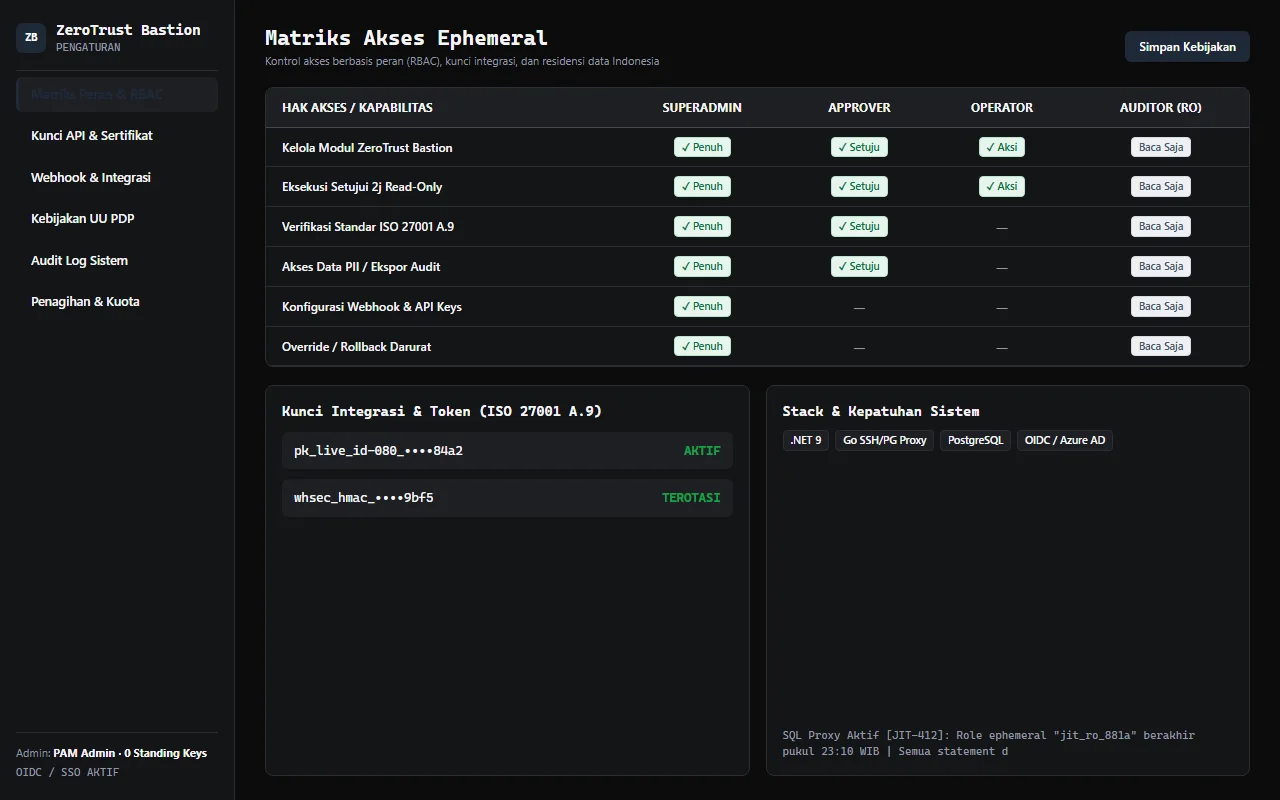 ZB
ZeroTrust Bastion
PENGATURAN
Matriks Peran & RBAC
Kunci API & Sertifikat
Webhook & Integrasi
Kebijakan UU PDP
Audit Log Sistem
Penagihan & Kuota
Admin: PAM Admin · 0 Standing Keys
OIDC / SSO AKTIF
Matriks Akses Ephemeral
Kontrol akses berbasis peran (RBAC), kunci integrasi, dan residensi data Indonesia
Simpan Kebijakan
HAK AKSES / KAPABILITAS SUPERADMIN APPROVER OPERATOR AUDITOR (RO)
Kelola Modul ZeroTrust Bastion ✓ Penuh ✓ Setuju ✓ Aksi Baca Saja
Eksekusi Setujui 2j Read-Only ✓ Penuh ✓ Setuju ✓ Aksi Baca Saja
Verifikasi Standar ISO 27001 A.9 ✓ Penuh ✓ Setuju — Baca Saja
Akses Data PII / Ekspor Audit ✓ Penuh ✓ Setuju — Baca Saja
Konfigurasi Webhook & API Keys ✓ Penuh — — Baca Saja
Override / Rollback Darurat ✓ Penuh — — Baca Saja
Kunci Integrasi & Token (ISO 27001 A.9)
pk_live_id-080_••••84a2 AKTIF
whsec_hmac_••••9bf5 TEROTASI
Stack & Kepatuhan Sistem
.NET 9 Go SSH/PG Proxy PostgreSQL OIDC / Azure AD
SQL Proxy Aktif [JIT-412]: Role ephemeral "jit_ro_881a" berakhir
pukul 23:10 WIB | Semua statement d